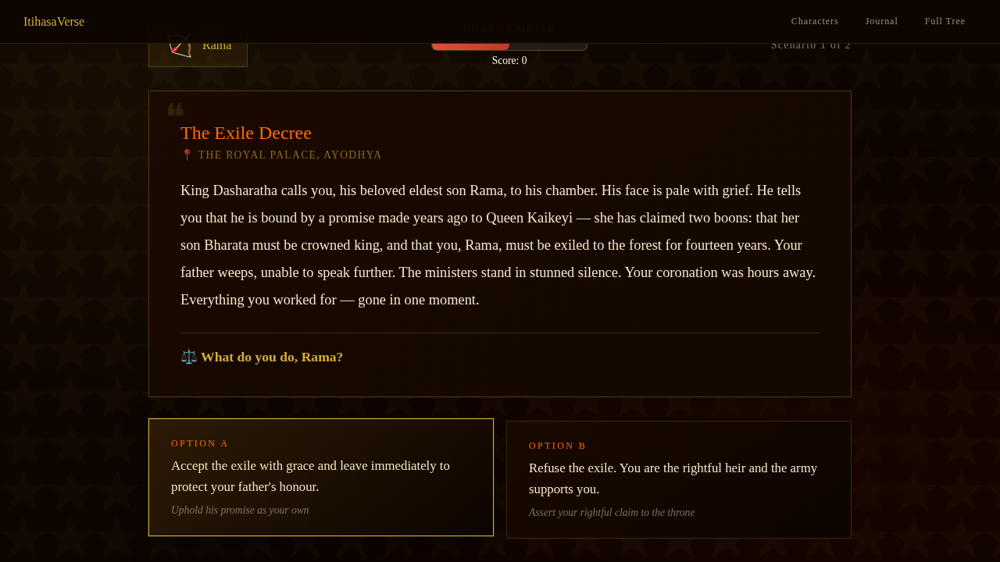 ItihasaVerse
Characters
Journal
Full Tree
DHARMA METER
Rama
Score: 0
Scenario 1 of 2
The Exile Decree
THE ROYAL PALACE, AYODHYA
King Dasharatha calls you, his beloved eldest son Rama, to his chamber. His face is pale with grief. He tells
you that he is bound by a promise made years ago to Queen Kaikeyi — she has claimed two boons: that her
son Bharata must be crowned king, and that you, Rama, must be exiled to the forest for fourteen years. Your
father weeps, unable to speak further. The ministers stand in stunned silence. Your coronation was hours away.
Everything you worked for — gone in one moment.
⚖️ What do you do, Rama?
OPTION A
Accept the exile with grace and leave immediately to
protect your father's honour.
Uphold his promise as your own
OPTION B
Refuse the exile. You are the rightful heir and the army
supports you.
Assert your rightful claim to the throne